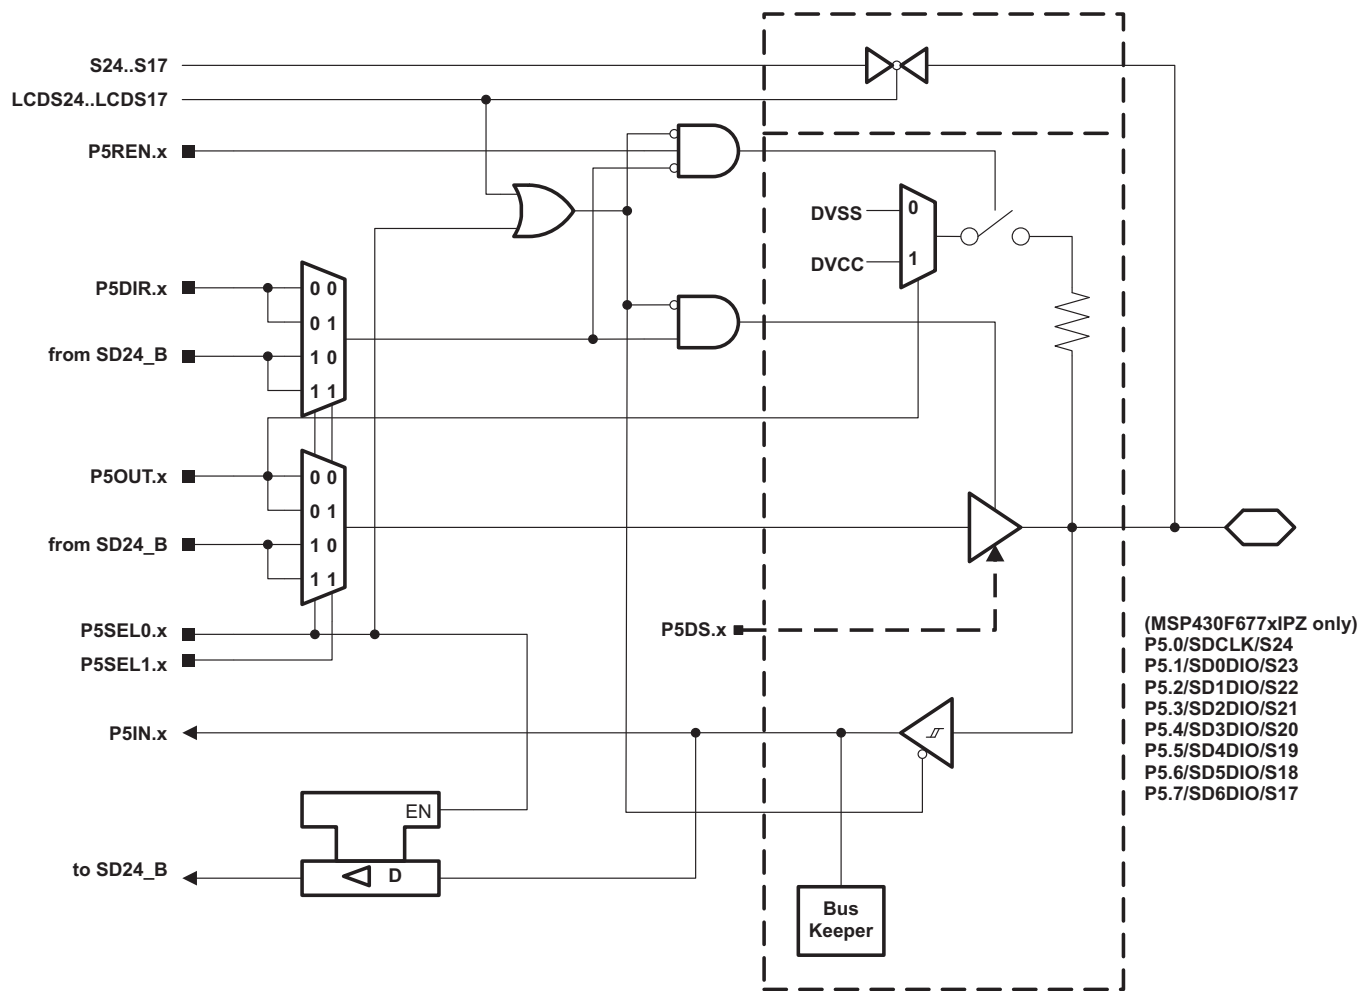 S24..S17
LCDS24..LCDS17
P5REN.x
DVSS
0
DVCC
1
P5DIR.x
0 0
0 1
from SD24_B
1 0
1 1
P5OUT.x
0 0
0 1
from SD24_B
1 0
1 1
P5SEL0.x
P5SEL1.x
P5DS.x
(MSP430F677xIPZ only)
P5.0/SDCLK/S24
P5.1/SD0DIO/S23
P5.2/SD1DIO/S22
P5.3/SD2DIO/S21
P5.4/SD3DIO/S20
P5.5/SD4DIO/S19
P5.6/SD5DIO/S18
P5.7/SD6DIO/S17
P5IN.x
EN
to SD24_B
D
Bus
Keeper